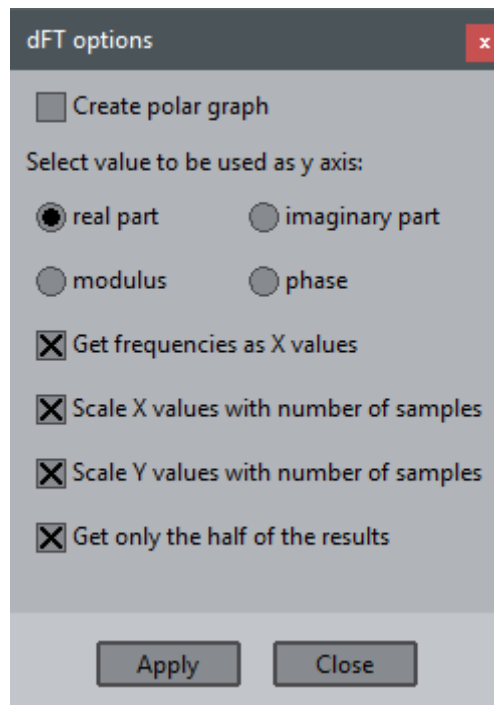 dFT options
x
Create polar graph
Select value to be used as y axis:
real part imaginary part
modulus phase
Get frequencies as X values
Scale X values with number of samples
Scale Y values with number of samples
Get only the half of the results
Apply Close